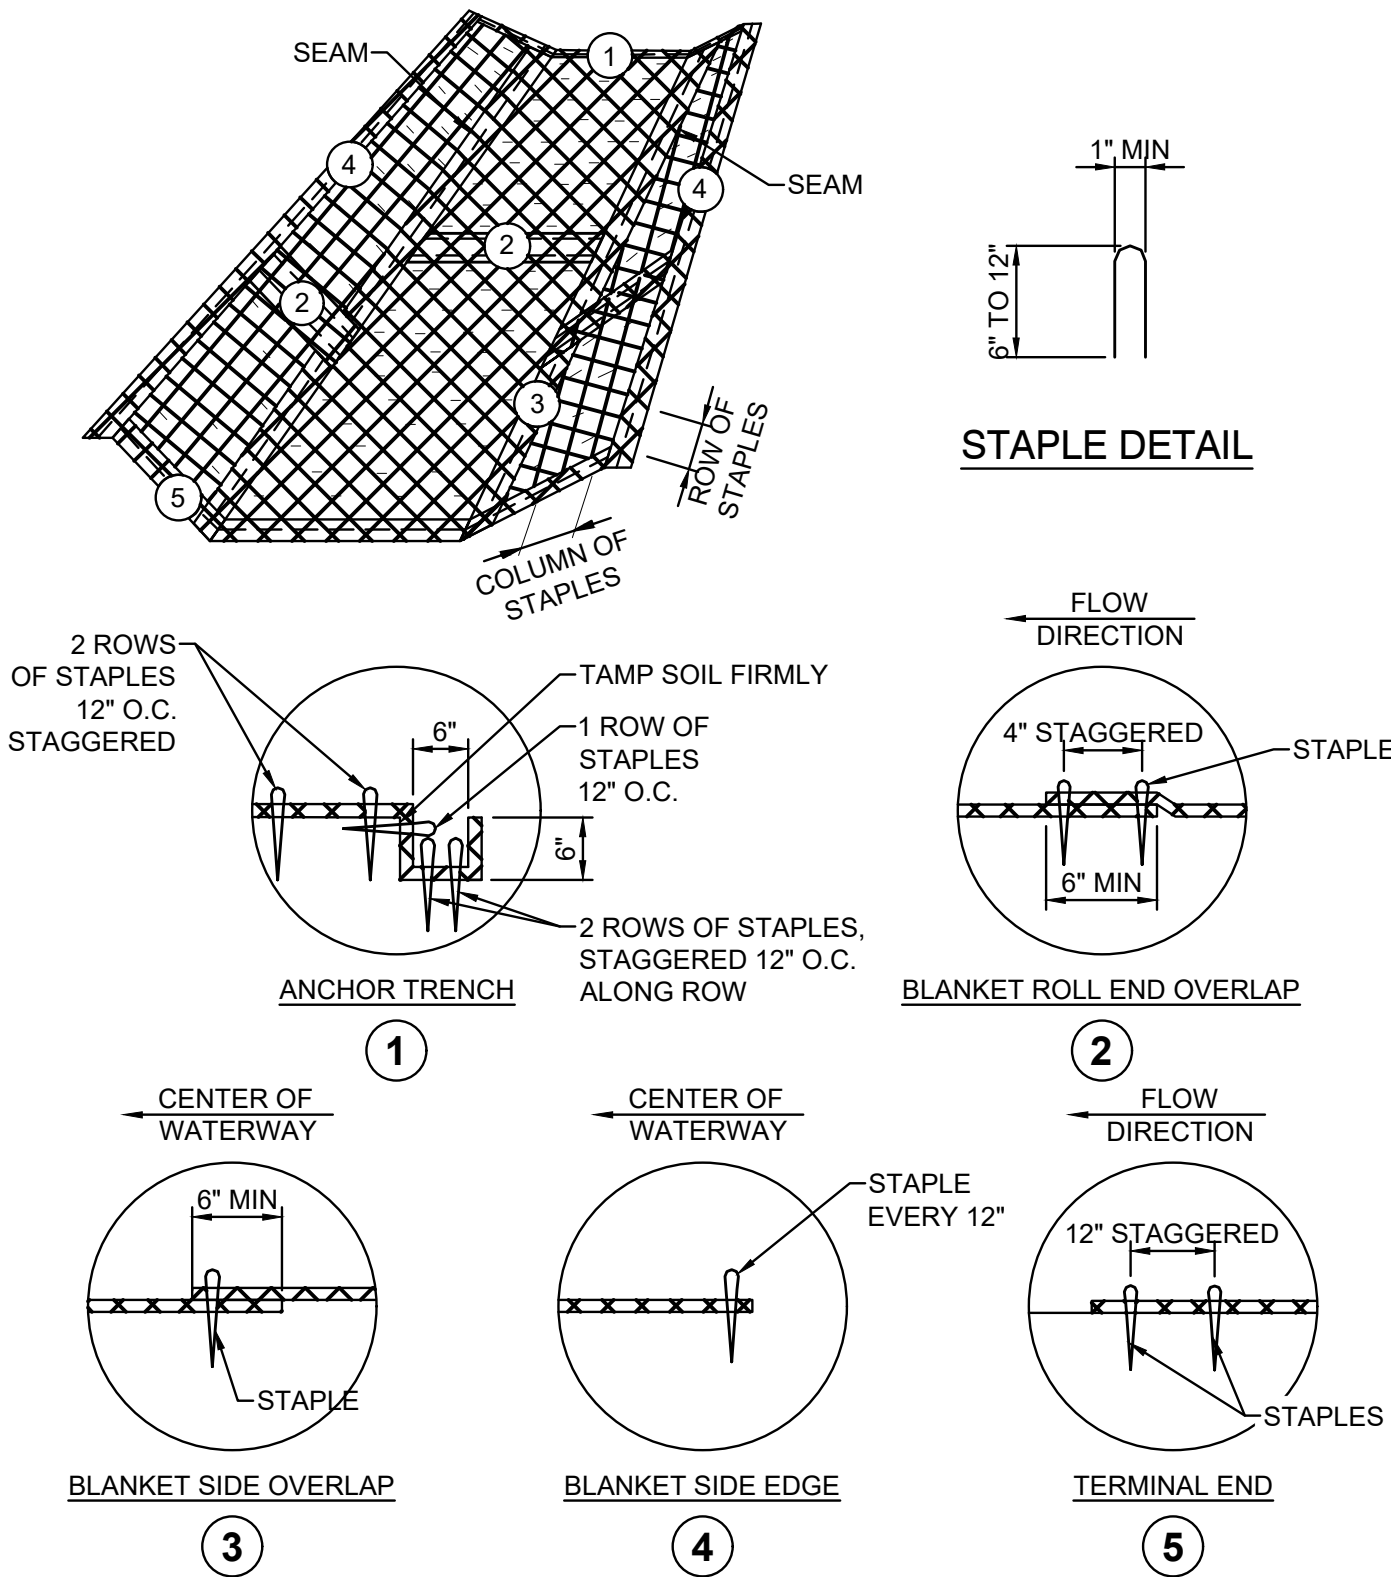 SEAM
1
4
SEAM
4
2
2
3
5
ROW OF
STAPLES
COLUMN OF
STAPLES
1" MIN
6" TO 12"
STAPLE DETAIL
2 ROWS
OF STAPLES
12" O.C.
STAGGERED
6"
TAMP SOIL FIRMLY
1 ROW OF
STAPLES
12" O.C.
6"
2 ROWS OF STAPLES,
STAGGERED 12" O.C.
ALONG ROW
ANCHOR TRENCH
1
FLOW
DIRECTION
4" STAGGERED
STAPLE
6" MIN
BLANKET ROLL END OVERLAP
2
CENTER OF
WATERWAY
6" MIN
STAPLE
BLANKET SIDE OVERLAP
3
CENTER OF
WATERWAY
STAPLE
EVERY 12"
BLANKET SIDE EDGE
4
FLOW
DIRECTION
12" STAGGERED
STAPLES
TERMINAL END
5